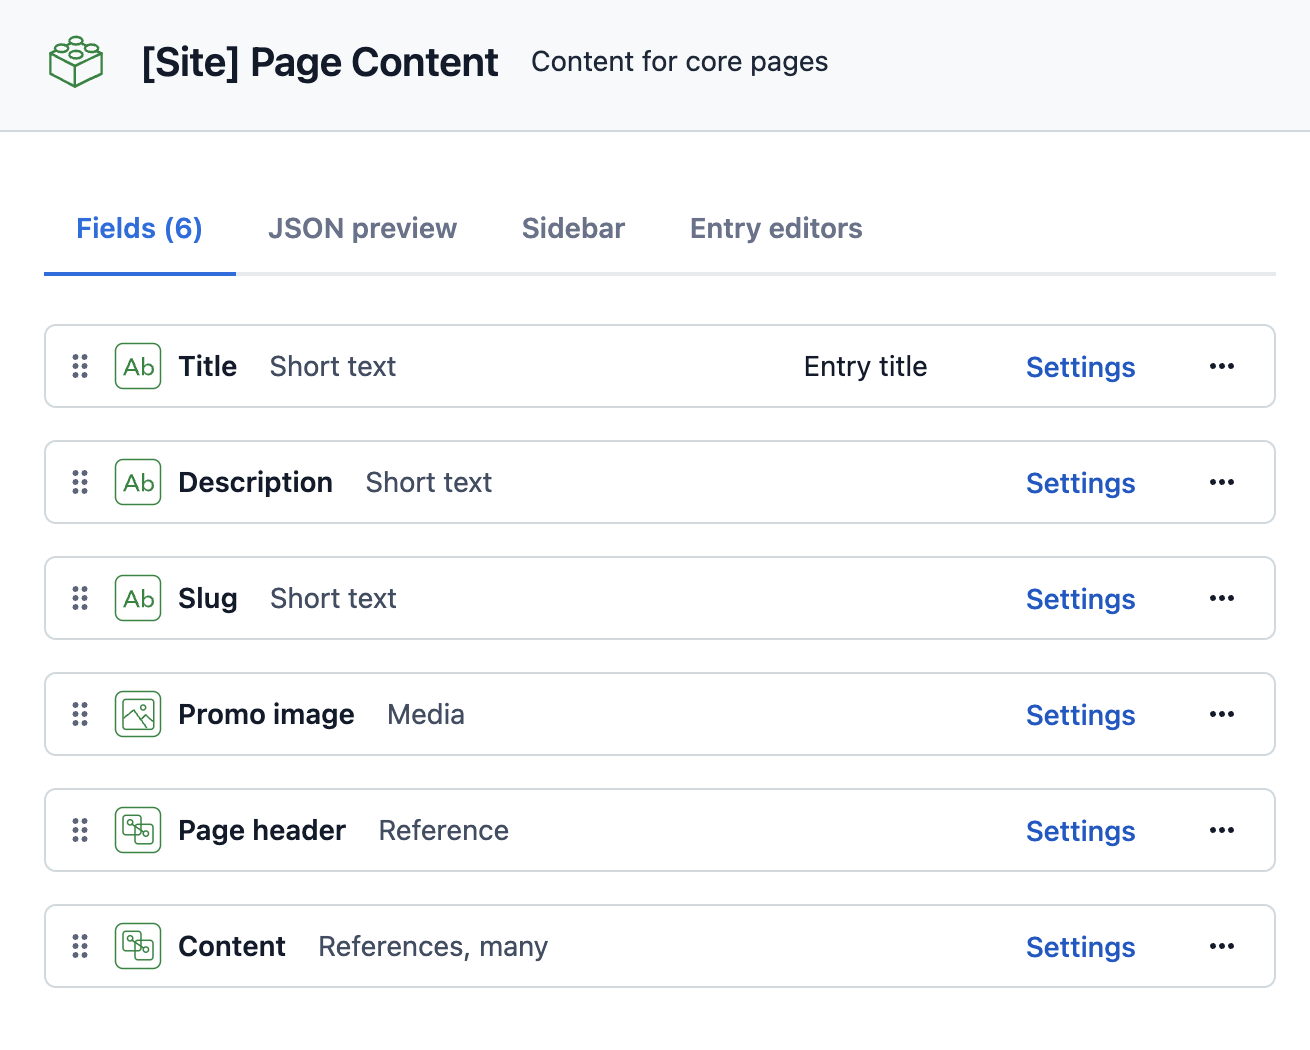 [Site] Page Content Content for core pages
Fields (6) JSON preview Sidebar Entry editors
Ab Title Short text Entry title Settings
Ab Description Short text Settings
Ab Slug Short text Settings
Promo image Media Settings
Page header Reference Settings
Content References, many Settings